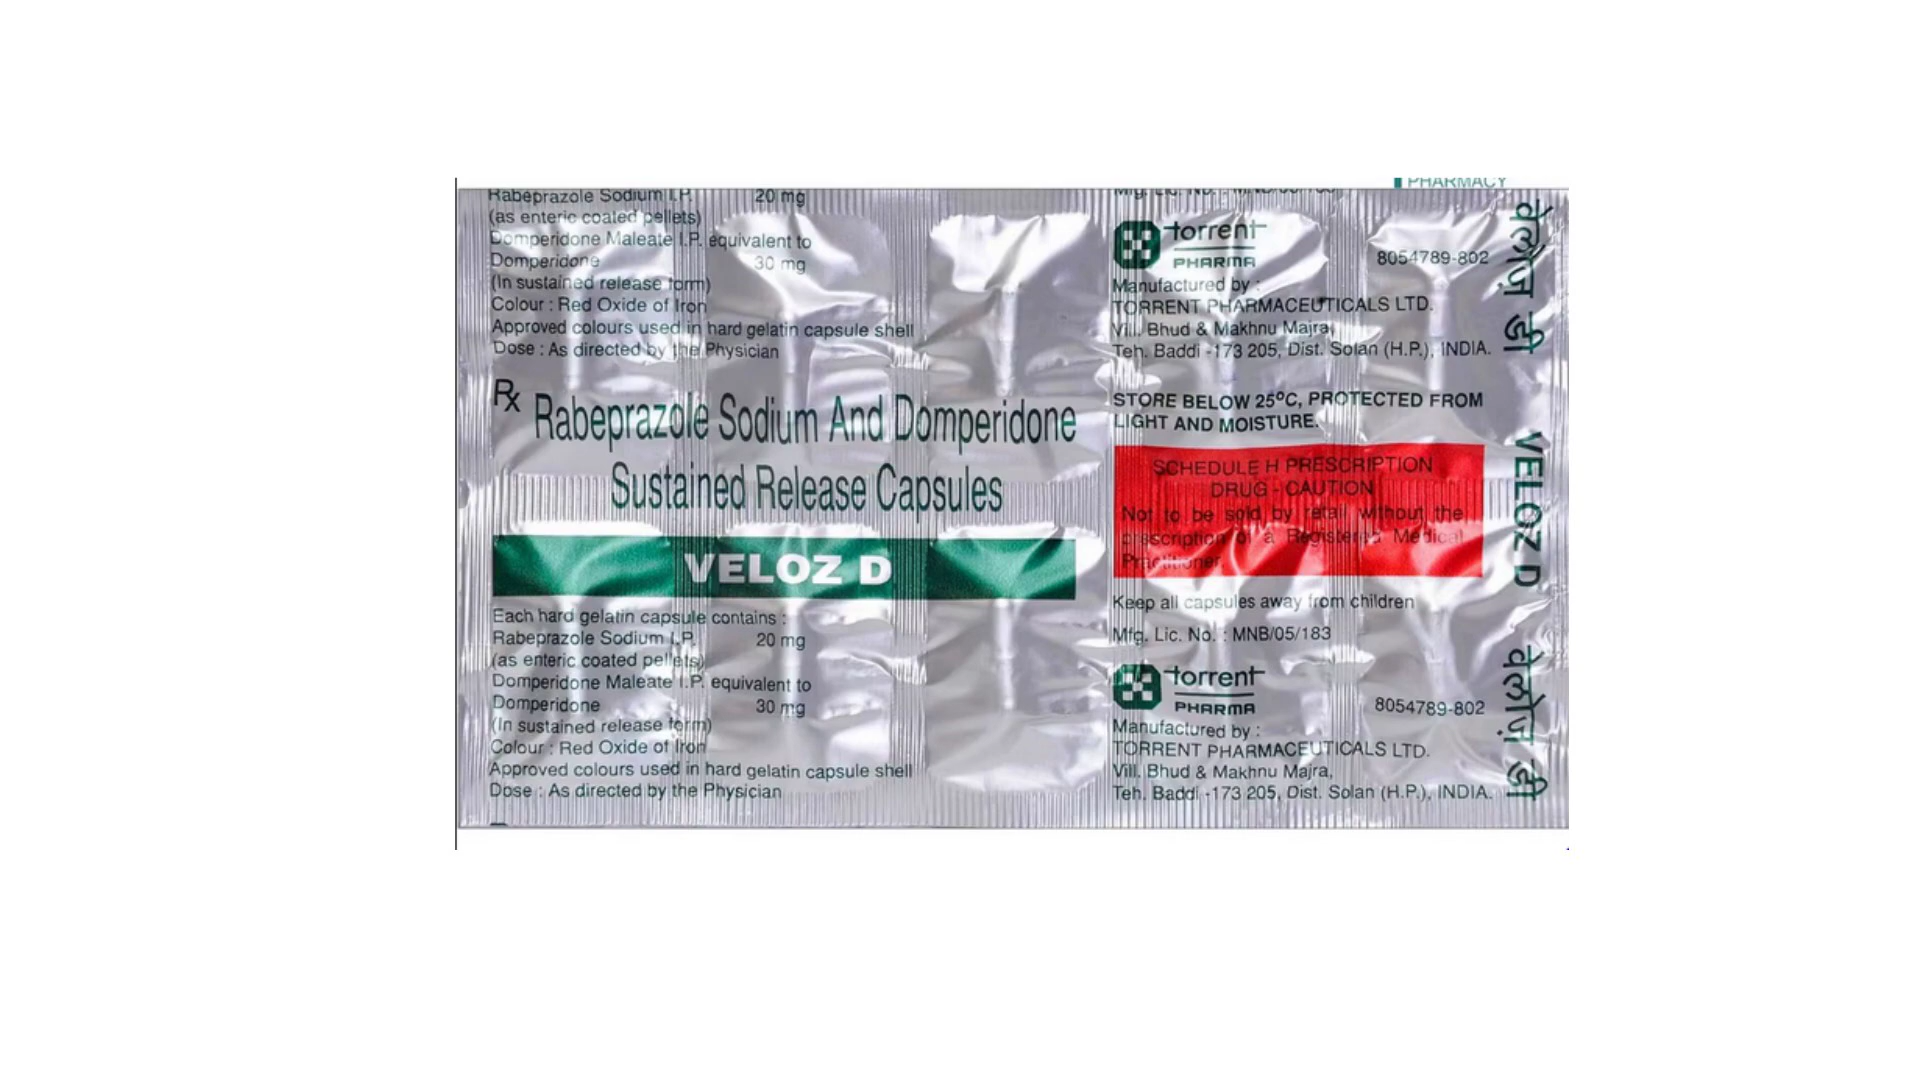 PHARMACY
Rabeprazole Sodium I.P. 20 mg
(as enteric coated pellets)
Domperidone Maleate I.P. equivalent to
Domperidone 30 mg
(In sustained release form)
Colour : Red Oxide of Iron
Approved colours used in hard gelatin capsule shell
Dose : As directed by the Physician
Rx Rabeprazole Sodium And Domperidone
Sustained Release Capsules
VELOZ D
Each hard gelatin capsule contains :
Rabeprazole Sodium I.P. 20 mg
(as enteric coated pellets)
Domperidone Maleate I.P. equivalent to
Domperidone 30 mg
(In sustained release form)
Colour : Red Oxide of Iron
Approved colours used in hard gelatin capsule shell
Dose : As directed by the Physician
Mfg. Lic. No. : MNB/05/183
torrent
PHARMA
8054789-802
Manufactured by :
TORRENT PHARMACEUTICALS LTD.
Vill. Bhud & Makhnu Majra,
Teh. Baddi -173 205, Dist. Solan (H.P.), INDIA.
STORE BELOW 25ºC, PROTECTED FROM
LIGHT AND MOISTURE.
SCHEDULE H PRESCRIPTION
DRUG - CAUTION
Not to be sold by retail without the
prescription of a Registered Medical
Practitioner.
Keep all capsules away from children
Mfg. Lic. No. : MNB/05/183
torrent
PHARMA
8054789-802
Manufactured by :
TORRENT PHARMACEUTICALS LTD.
Vill. Bhud & Makhnu Majra,
Teh. Baddi -173 205, Dist. Solan (H.P.), INDIA.
वेलोज़ डी
VELOZ D
वेलोज़ डी